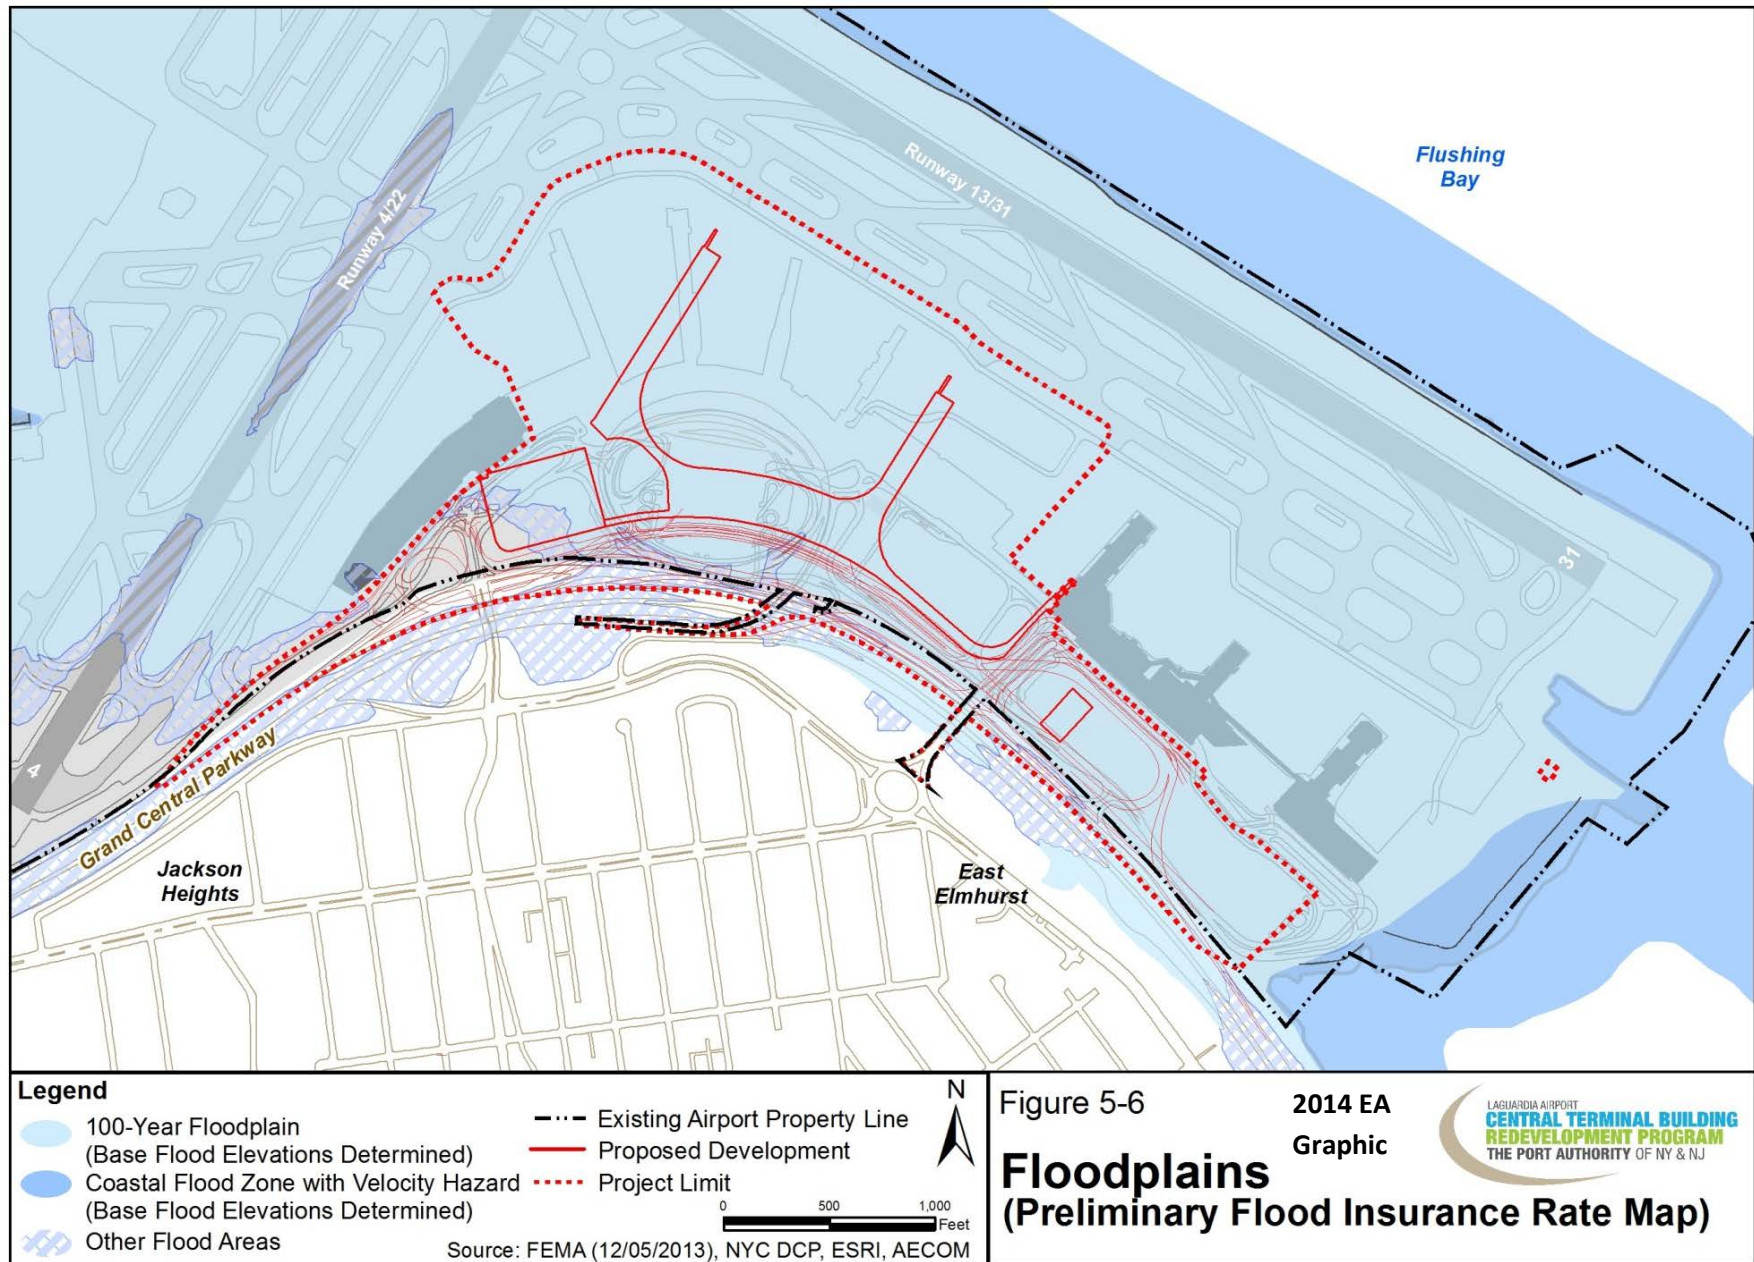 Flushing
Bay
Runway 13/31
Runway 4/22
31
4
Grand Central Parkway
Jackson
Heights
East
Elmhurst
Legend
100-Year Floodplain
(Base Flood Elevations Determined)
Coastal Flood Zone with Velocity Hazard
(Base Flood Elevations Determined)
Other Flood Areas
Existing Airport Property Line
Proposed Development
Project Limit
N
0 500 1,000
Feet
Source: FEMA (12/05/2013), NYC DCP, ESRI, AECOM
Figure 5-6
2014 EA
Graphic
Floodplains
(Preliminary Flood Insurance Rate Map)
LAGUARDIA AIRPORT
CENTRAL TERMINAL BUILDING
REDEVELOPMENT PROGRAM
THE PORT AUTHORITY OF NY & NJ